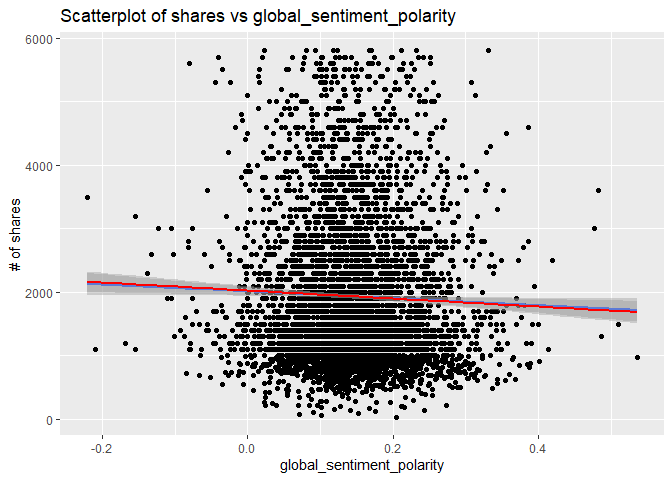 Scatterplot of shares vs global_sentiment_polarity
6000
4000
2000
0
# of shares
-0.2 0.0 0.2 0.4
global_sentiment_polarity